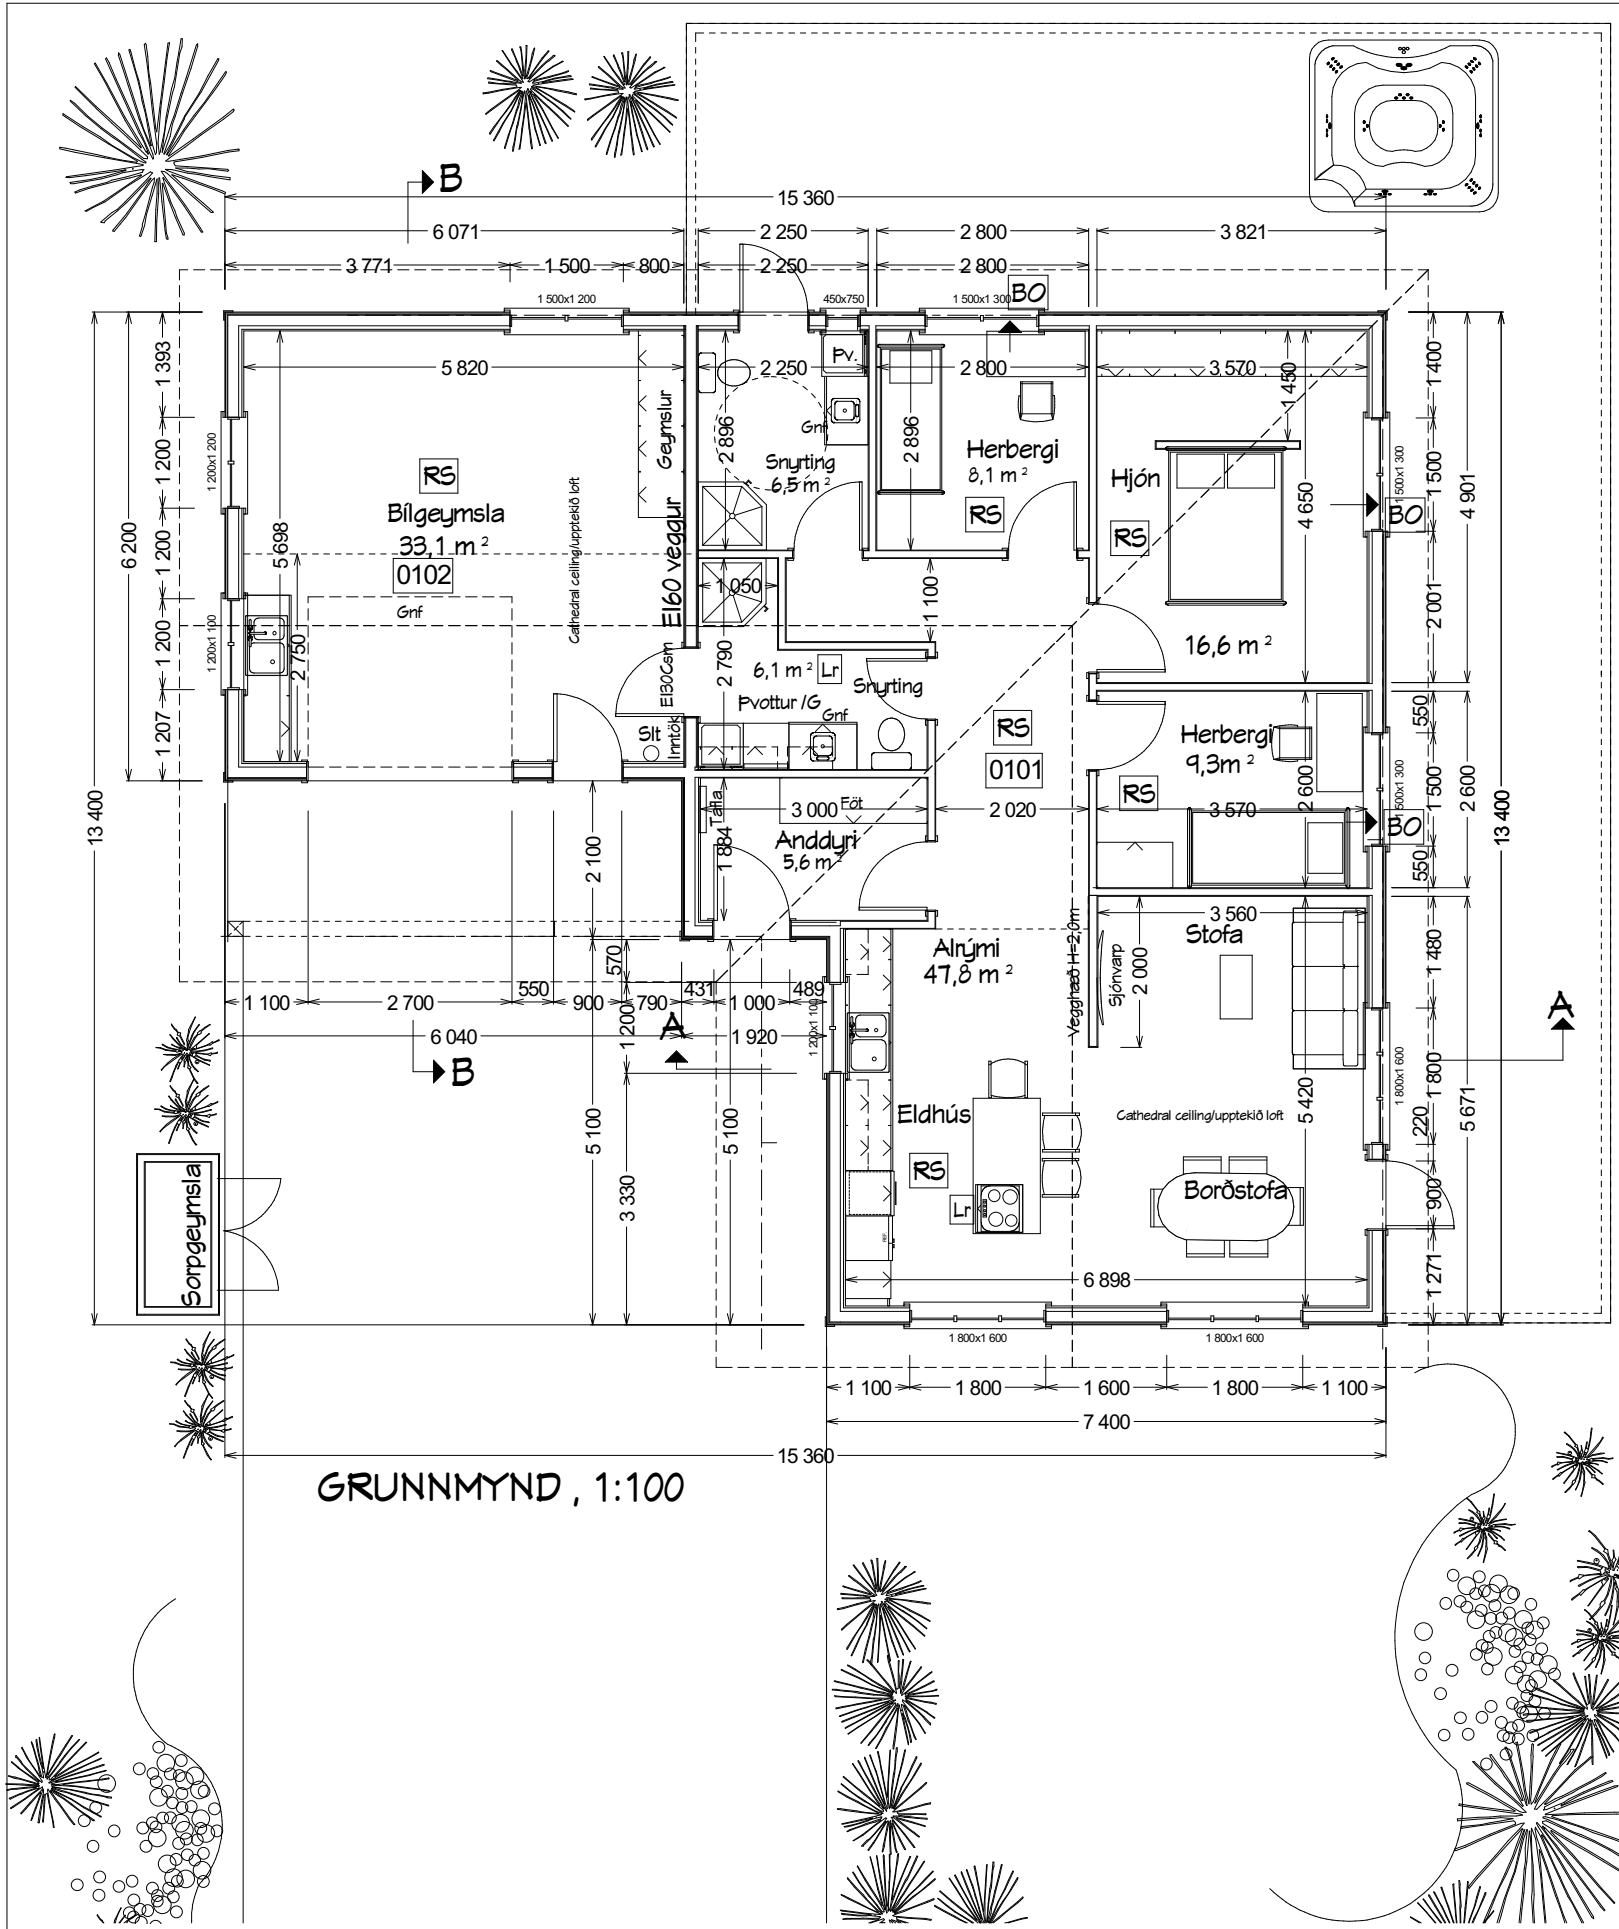 B
15 360
6 071
2 250
2 800
3 821
3 771
1 500
800
2 250
2 800
1 500x1 200
450x750
1 500x1 300
BO
5 820
2 250
Þv.
2 800
3 570
1 450
13 400
6 200
1 393
1 200
1 200
1 200
1 207
1 200x1 200
1 200x1 100
5 698
2 750
RS
Bílgeymsla
33,1 m²
0102
Gnf
Cathedral ceiling/upptekið loft
Geymslur
EI60 veggur
EI30Csm
Slt
Inntök
2 896
Gnf
Snyrting
6,5 m²
2 896
Herbergi
8,1 m²
RS
Hjón
RS
4 650
16,6 m²
1 500x1 300
BO
1 400
1 500
2 001
4 901
13 400
1 050
1 100
2 790
6,1 m²
Lr
Snyrting
Þvottur /G
Gnf
RS
0101
Herbergi
9,3m²
RS
2 600
3 570
1 500x1 300
BO
550
1 500
550
2 600
Tafla
3 000
Föt
2 020
1 884
Anddyri
5,6 m²
2 100
3 560
Stofa
Alrými
47,8 m²
Vegghæð H=2,0m
Sjónvarp
2 000
1 480
570
1 100
2 700
550
900
790
431
1 000
489
6 040
A
1 920
1 200
1 200x1 100
B
A
1 800x1 600
1 800
5 671
5 420
220
5 100
5 100
3 330
Eldhús
RS
Lr
REF
Cathedral ceiling/upptekið loft
Borðstofa
900
1 271
Sorpgeymsla
6 898
1 800x1 600
1 800x1 600
1 100
1 800
1 600
1 800
1 100
7 400
15 360
GRUNNMYND , 1:100